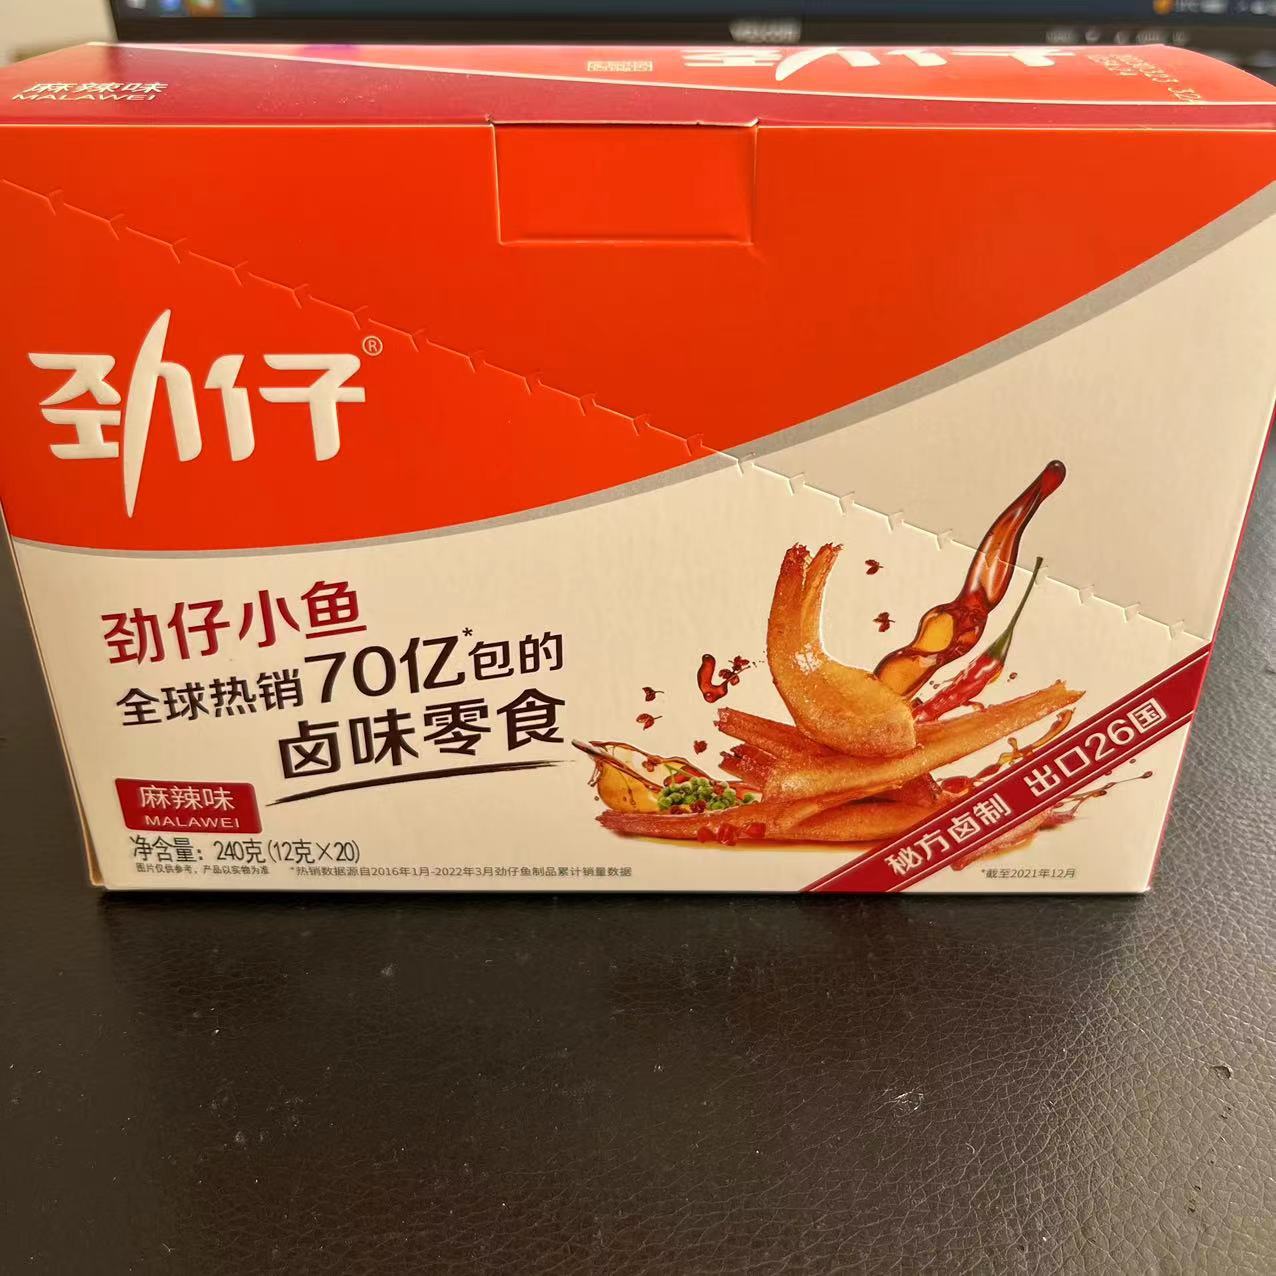 麻辣味
MALAWEI
劲仔
劲仔®
劲仔小鱼
全球热销70亿*包的
卤味零食
麻辣味
MALAWEI
净含量：240克(12克×20)
图片仅供参考，产品以实物为准
*热销数据源自2016年1月-2022年3月劲仔鱼制品累计销量数据
秘方卤制 出口26国
*截至2021年12月